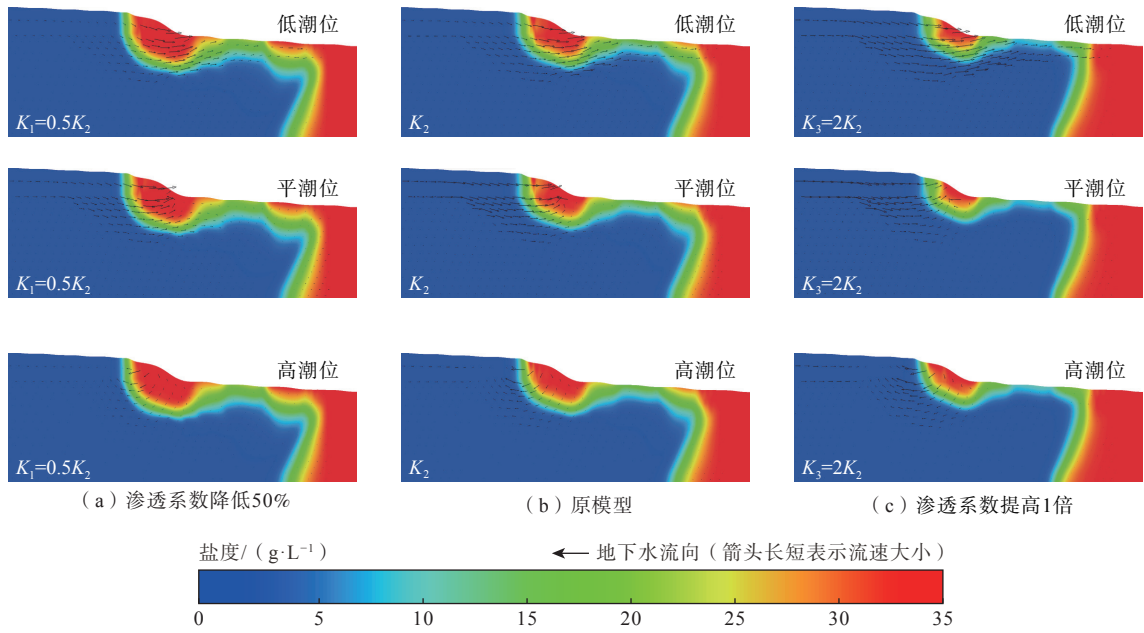 低潮位
低潮位
低潮位
K₁=0.5K₂
K₂
K₃=2K₂
平潮位
平潮位
平潮位
K₁=0.5K₂
K₂
K₃=2K₂
高潮位
高潮位
高潮位
K₁=0.5K₂
K₂
K₃=2K₂
（a）渗透系数降低50%
（b）原模型
（c）渗透系数提高1倍
盐度/（g·L⁻¹）
地下水流向（箭头长短表示流速大小）
0 5 10 15 20 25 30 35